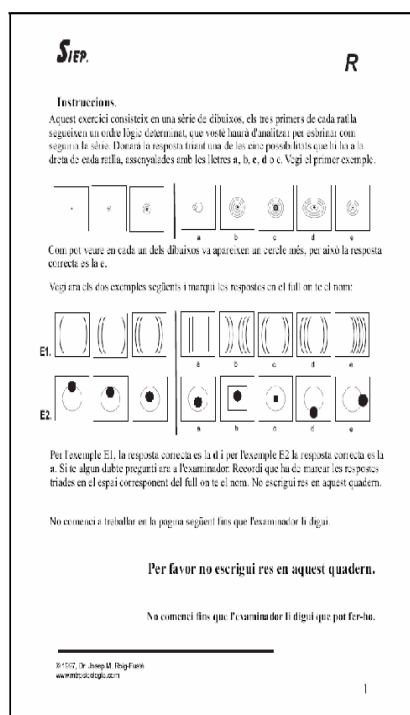 SIEP.
R
Instruccions.
Aquest exercici consisteix en una sèrie de dibuixos, els tres primers de cada ratlla
segueixen un ordre lògic determinat, que vostè haurà d'analitzar per esbrinar com
seguiria la sèrie. Donarà la resposta triant una de les cinc possibilitats que hi ha a la
dreta de cada ratlla, assenyalades amb les lletres a, b, c, d o e. Vegi el primer exemple.
a b c d e
Com pot veure en cada un dels dibuixos va apareixen un cercle més, per això la resposta
correcta es la e.
Vegi ara els dos exemples següents i marqui les respostes en el full on te el nom:
E1.
a b c d e
E2.
a b c d e
Per l'exemple E1, la resposta correcta es la d i per l'exemple E2 la resposta correcta es la
a. Si te algun dubte pregunti ara a l'examinador. Recordi que ha de marcar les respostes
triades en el espai corresponent del full on te el nom. No escrigui res en aquest quadern.
No comenci a treballar en la pagina següent fins que l'examinador li digui.
Per favor no escrigui res en aquest quadern.
No comenci fins que l'examinador li digui que pot fer-ho.
© 1997, Dr. Josep M. Roig-Fusté
1